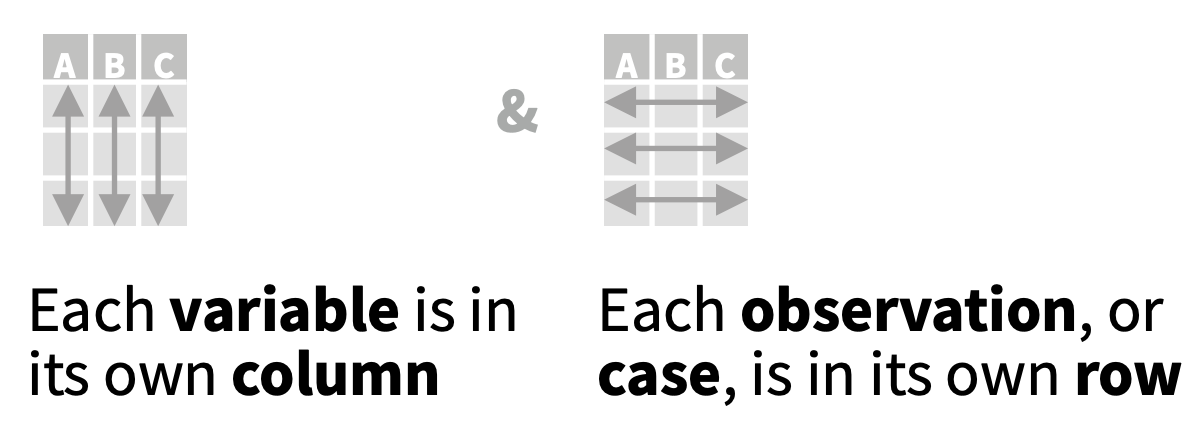 A B C
&
A B C
Each variable is in
its own column
Each observation, or
case, is in its own row